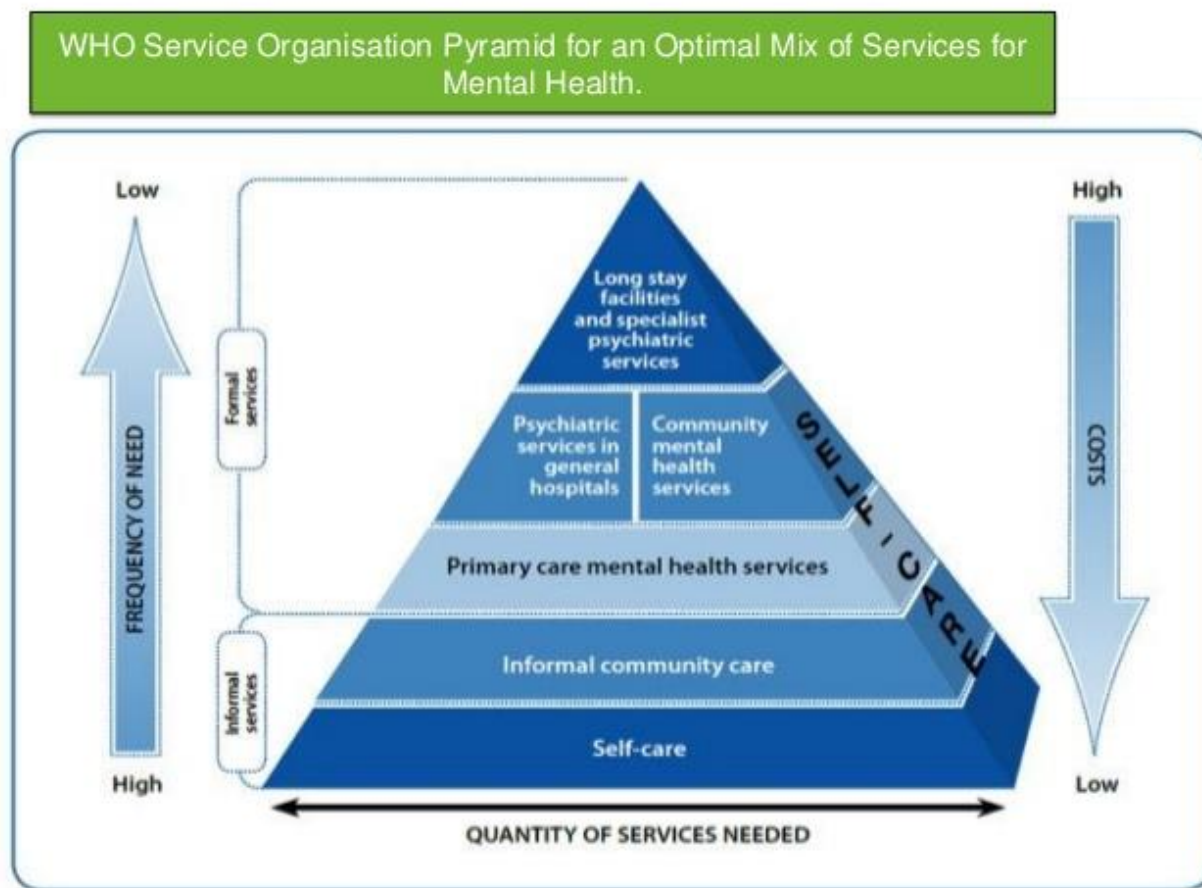 WHO Service Organisation Pyramid for an Optimal Mix of Services for
Mental Health.
Low
High
Long stay
facilities
and specialist
psychiatric
services
Formal
services
Psychiatric
services in
general
hospitals
Community
mental
health
services
SELF-CARE
FREQUENCY OF NEED
COSTS
Primary care mental health services
Informal community care
Informal
services
Self-care
High
Low
QUANTITY OF SERVICES NEEDED